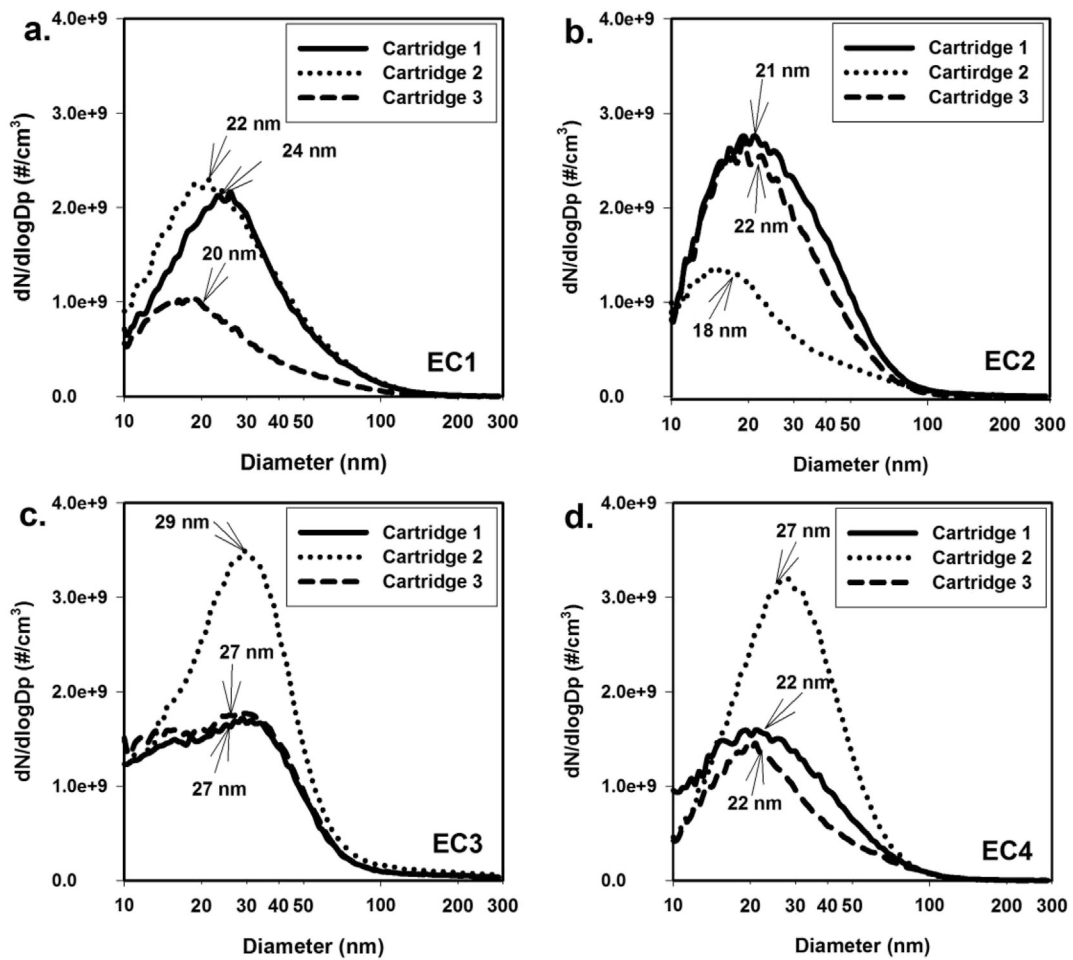 a.
4.0e+9
3.0e+9
2.0e+9
1.0e+9
0.0
dN/dlogDp (#/cm³)
Cartridge 1
Cartridge 2
Cartridge 3
22 nm
24 nm
20 nm
EC1
10 20 30 40 50 100 200 300
Diameter (nm)
b.
4.0e+9
3.0e+9
2.0e+9
1.0e+9
0.0
dN/dlogDp (#/cm³)
Cartridge 1
Cartirdge 2
Cartridge 3
21 nm
22 nm
18 nm
EC2
10 20 30 40 50 100 200 300
Diameter (nm)
c.
4.0e+9
3.0e+9
2.0e+9
1.0e+9
0.0
dN/dlogDp (#/cm³)
Cartridge 1
Cartridge 2
Cartridge 3
29 nm
27 nm
27 nm
EC3
10 20 30 40 50 100 200 300
Diameter (nm)
d.
4.0e+9
3.0e+9
2.0e+9
1.0e+9
0.0
dN/dlogDp (#/cm³)
Cartridge 1
Cartridge 2
Cartridge 3
27 nm
22 nm
22 nm
EC4
10 20 30 40 50 100 200 300
Diameter (nm)